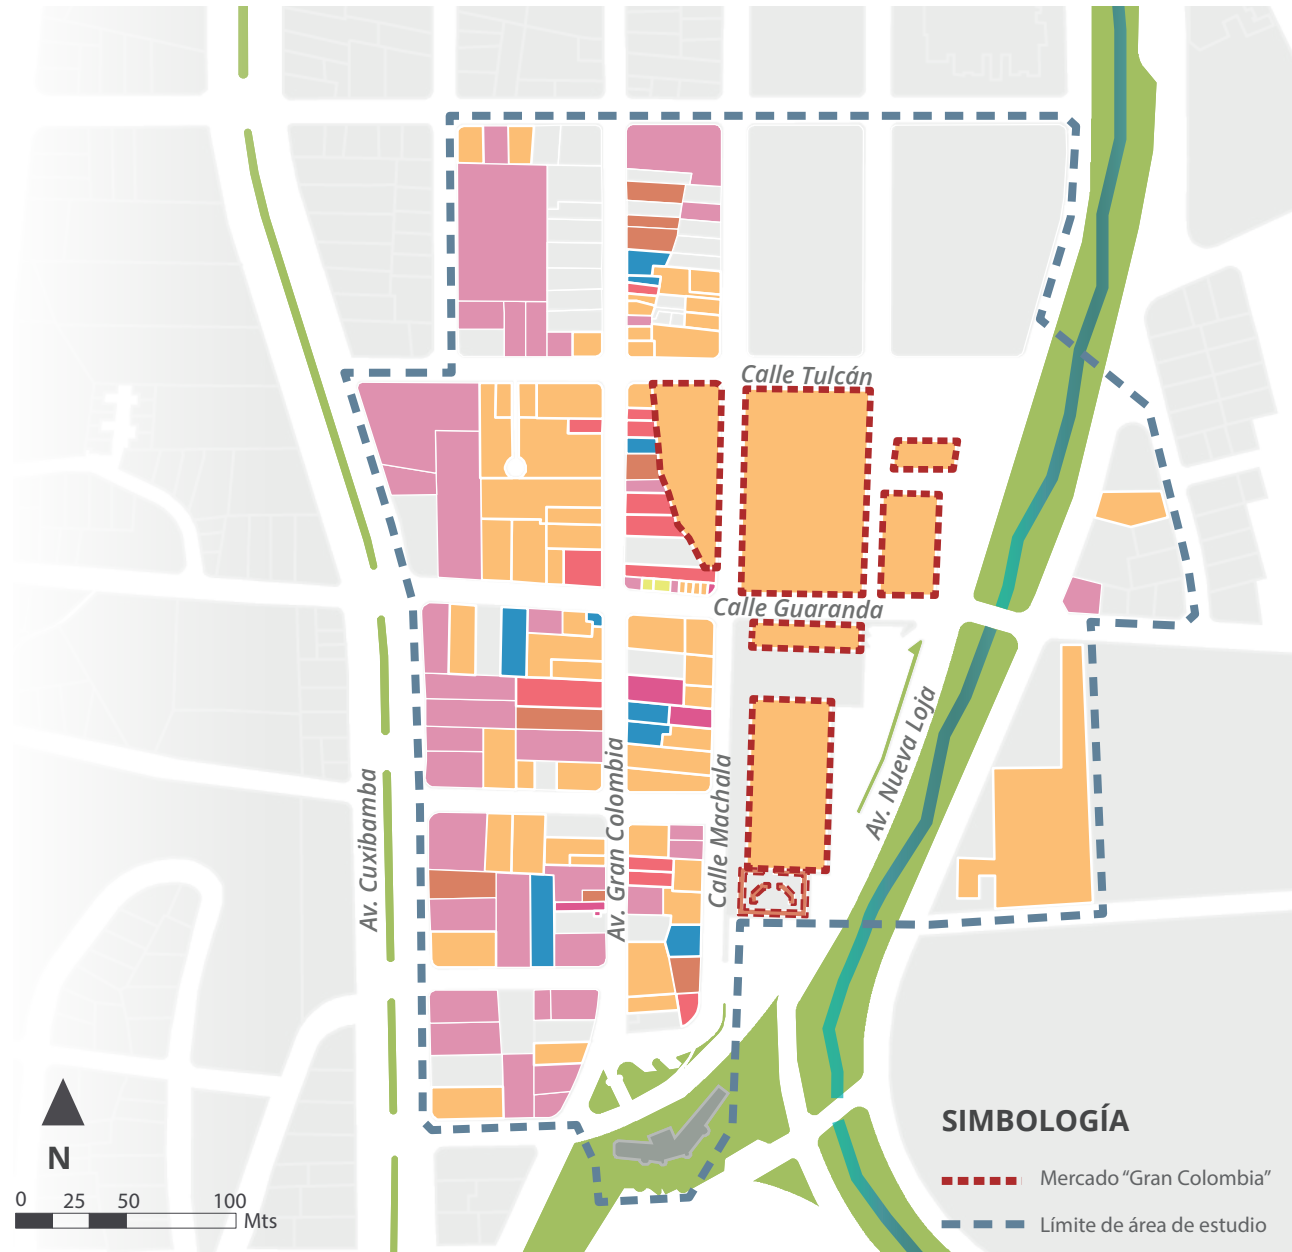 Calle Tulcán
Calle Guaranda
Av. Nueva Loja
Av. Gran Colombia
Calle Machala
Av. Cuxibamba
N
0 25 50 100
Mts
SIMBOLOGÍA
Mercado “Gran Colombia”
Límite de área de estudio